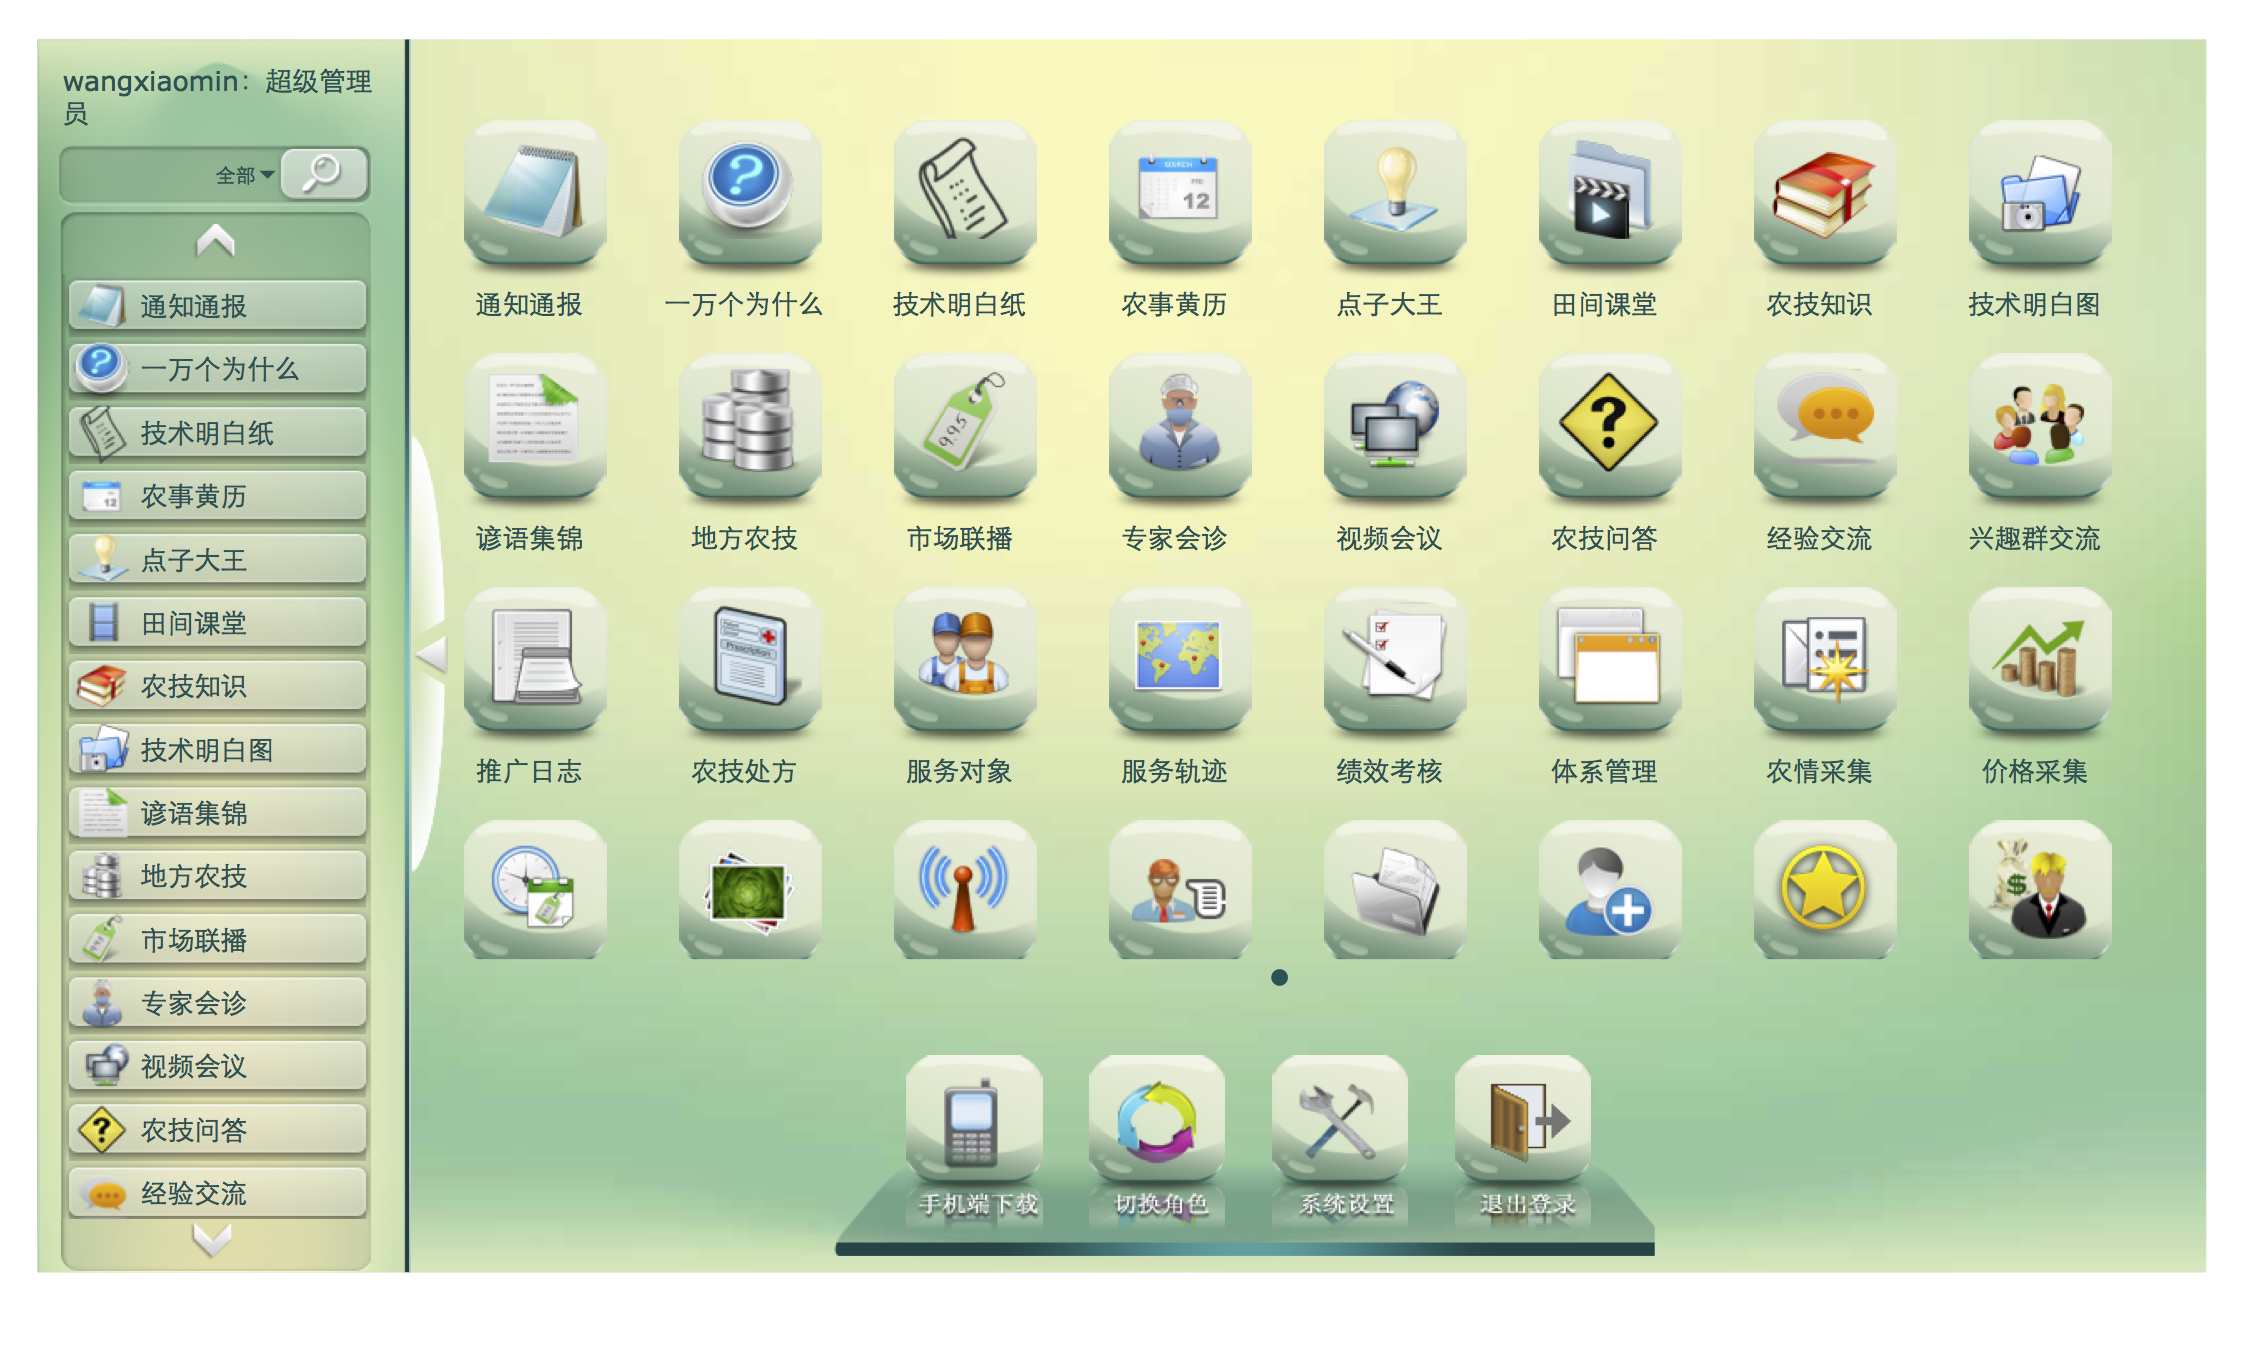 wangxiaomin：超级管理
员
全部
通知通报
一万个为什么
技术明白纸
农事黄历
点子大王
田间课堂
农技知识
技术明白图
谚语集锦
地方农技
市场联播
专家会诊
视频会议
农技问答
经验交流
MARCH
FRI
12
通知通报 一万个为什么 技术明白纸 农事黄历 点子大王 田间课堂 农技知识 技术明白图
9.95
谚语集锦 地方农技 市场联播 专家会诊 视频会议 农技问答 经验交流 兴趣群交流
Prescription
推广日志 农技处方 服务对象 服务轨迹 绩效考核 体系管理 农情采集 价格采集
手机端下载 切换角色 系统设置 退出登录